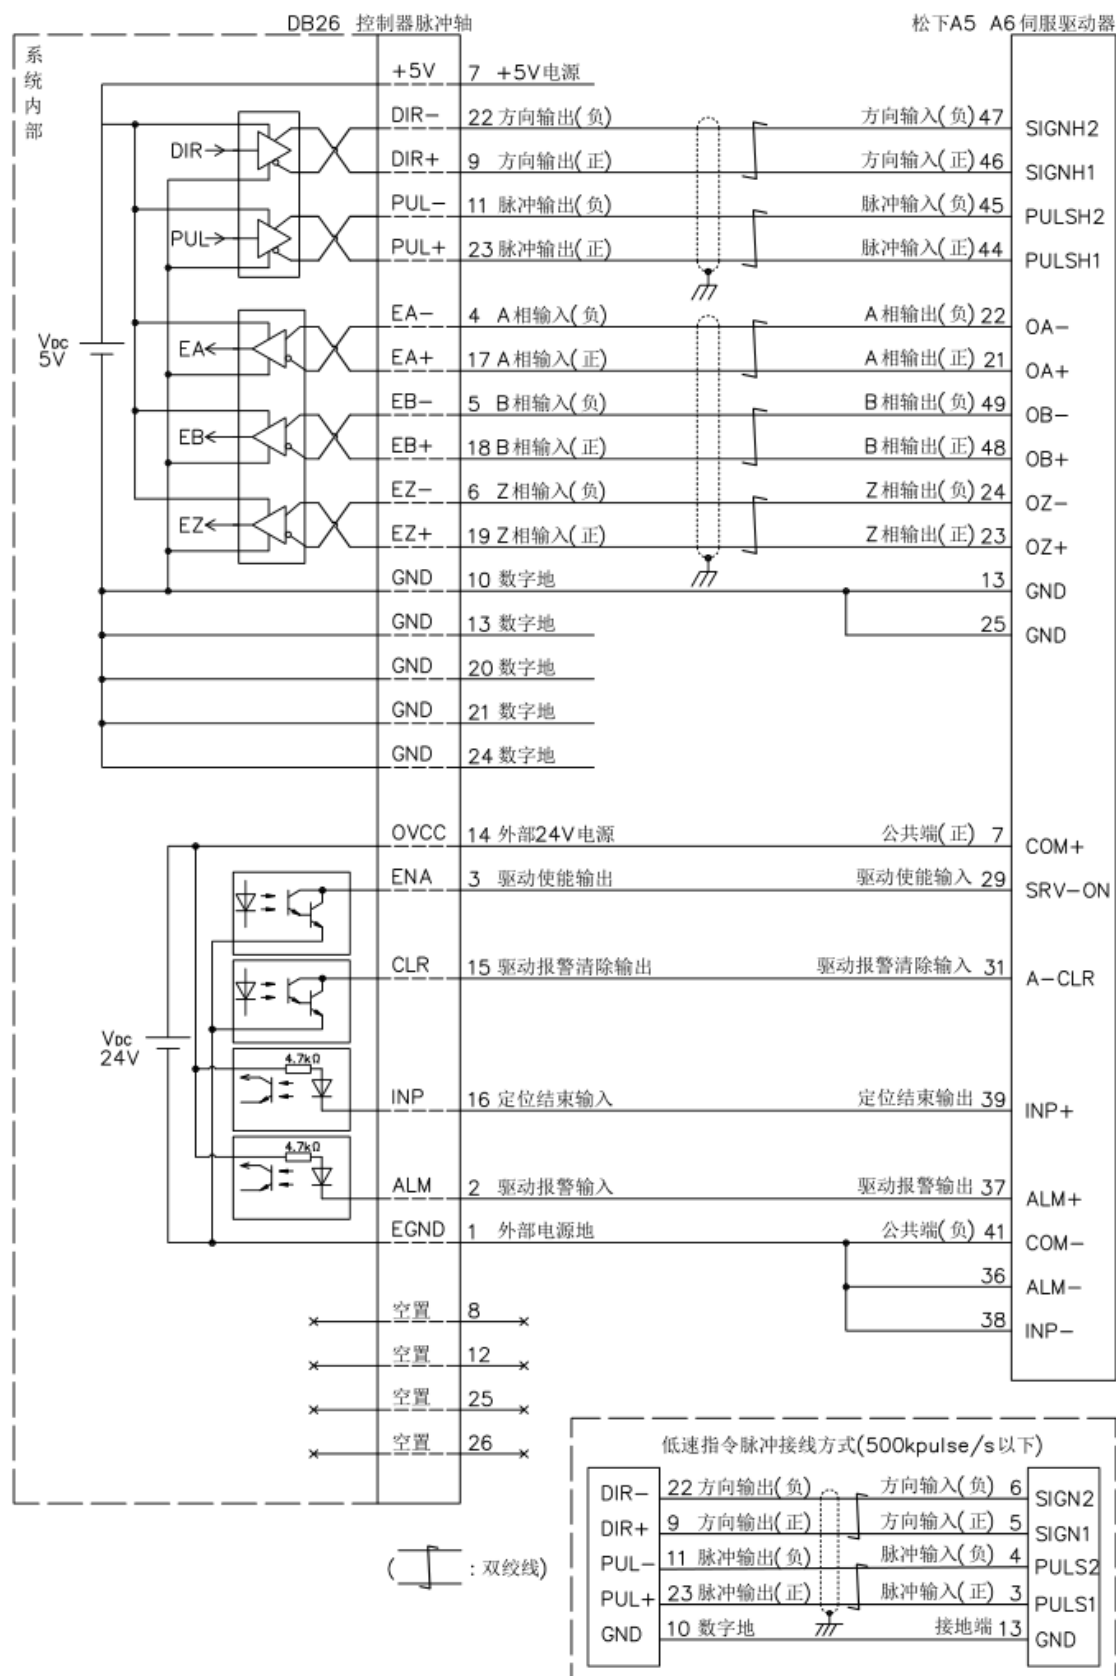 DB26 控制器脉冲轴
松下A5 A6伺服驱动器
系统内部
+5V 7 +5V电源
DIR- 22 方向输出(负) 方向输入(负) 47 SIGNH2
DIR
DIR+ 9 方向输出(正) 方向输入(正) 46 SIGNH1
PUL- 11 脉冲输出(负) 脉冲输入(负) 45 PULSH2
PUL
PUL+ 23 脉冲输出(正) 脉冲输入(正) 44 PULSH1
EA- 4 A相输入(负) A相输出(负) 22 OA-
VDC
5V
EA
EA+ 17 A相输入(正) A相输出(正) 21 OA+
EB- 5 B相输入(负) B相输出(负) 49 OB-
EB
EB+ 18 B相输入(正) B相输出(正) 48 OB+
EZ- 6 Z相输入(负) Z相输出(负) 24 OZ-
EZ
EZ+ 19 Z相输入(正) Z相输出(正) 23 OZ+
GND 10 数字地 13 GND
GND 13 数字地 25 GND
GND 20 数字地
GND 21 数字地
GND 24 数字地
OVCC 14 外部24V电源 公共端(正) 7 COM+
ENA 3 驱动使能输出 驱动使能输入 29 SRV-ON
CLR 15 驱动报警清除输出 驱动报警清除输入 31 A-CLR
VDC
24V
4.7kΩ
INP 16 定位结束输入 定位结束输出 39 INP+
4.7kΩ
ALM 2 驱动报警输入 驱动报警输出 37 ALM+
EGND 1 外部电源地 公共端(负) 41 COM-
36 ALM-
38 INP-
空置 8
空置 12
空置 25
空置 26
低速指令脉冲接线方式(500kpulse/s以下)
DIR- 22 方向输出(负) 方向输入(负) 6 SIGN2
DIR+ 9 方向输出(正) 方向输入(正) 5 SIGN1
PUL- 11 脉冲输出(负) 脉冲输入(负) 4 PULS2
PUL+ 23 脉冲输出(正) 脉冲输入(正) 3 PULS1
GND 10 数字地 接地端 13 GND
( : 双绞线)